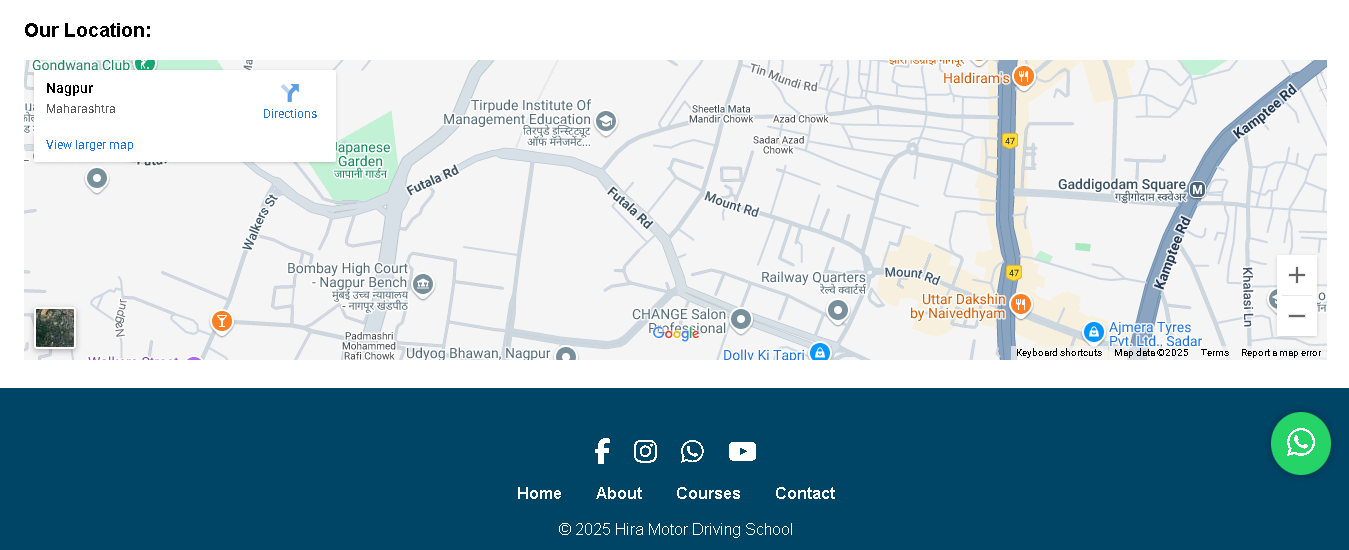 Our Location:
Gondwana Club
Nagpur
Maharashtra
Directions
View larger map
Japanese
Garden
जापानी गार्डन
Walkers St
Futala Rd
Tirpude Institute Of
Management Education
तिरपुडे इन्स्टिट्यूट
ऑफ मॅनेजमेंट...
Tin Mundi Rd
Sheetla Mata
Mandir Chowk
Azad Chowk
Sadar Azad
Chowk
Haldiram's
47
Kamptee Rd
Gaddigodam Square
गड्डीगोदाम स्क्वेअर
Futala Rd
Mount Rd
Kamptee Rd
Bombay High Court
- Nagpur Bench
मुंबई उच्च न्यायालय
- नागपूर खंडपीठ
Railway Quarters
रेल्वे क्वार्टर्स
Mount Rd
47
Uttar Dakshin
by Naivedhyam
Khalasi Ln
CHANGE Salon
Professional
Google
Padmashri
Mohammed
Rafi Chowk
Udyog Bhawan, Nagpur
Dolly Ki Tapri
Ajmera Tyres
Pvt. Ltd., Sadar
Walkers Street
Keyboard shortcuts
Map data ©2025
Terms
Report a map error
Home
About
Courses
Contact
© 2025 Hira Motor Driving School